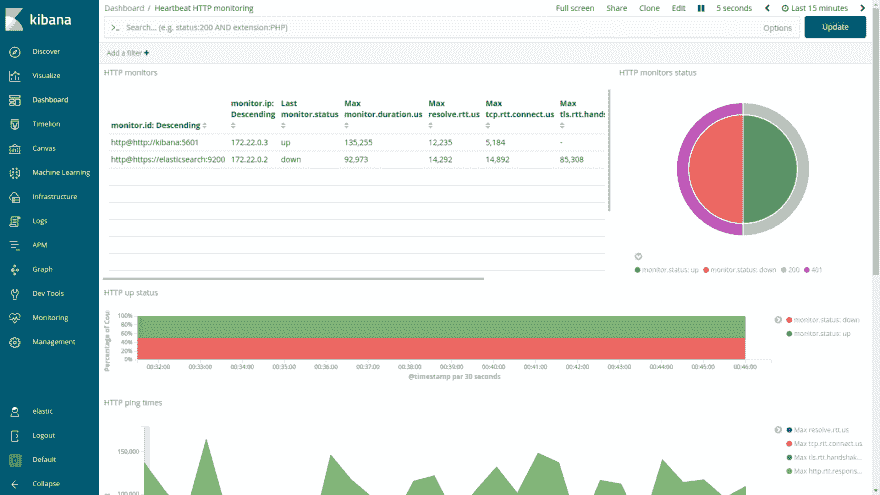 kibana
Discover
Visualize
Dashboard
Timelion
Canvas
Machine Learning
Infrastructure
Logs
APM
Graph
Dev Tools
Monitoring
Management
elastic
Logout
Default
Collapse
Dashboard / Heartbeat HTTP monitoring
Full screen Share Clone Edit 5 seconds Last 15 minutes
>_ Search... (e.g. status:200 AND extension:PHP) Options Update
Add a filter +
HTTP monitors
monitor.id: Descending monitor.ip: Descending Last monitor.status Max monitor.duration.us Max resolve.rtt.us Max tcp.rtt.connect.us Max tls.rtt.hands
http@http://kibana:5601 172.22.0.3 up 135,255 12,235 5,184 -
http@https://elasticsearch:9200 172.22.0.2 down 92,973 14,292 14,892 85,308
HTTP monitors status
monitor.status: up monitor.status: down 200 401
HTTP up status
Percentage of Cou
100%
80%
60%
40%
20%
0%
00:32:00 00:33:00 00:34:00 00:35:00 00:36:00 00:37:00 00:38:00 00:39:00 00:40:00 00:41:00 00:42:00 00:43:00 00:44:00 00:45:00 00:46:00
@timestamp par 30 seconds
monitor.status: down
monitor.status: up
HTTP ping times
150,000
100,000
Max resolve.rtt.us
Max tcp.rtt.connect.us
Max tls.rtt.handshak...
Max http.rtt.respons...